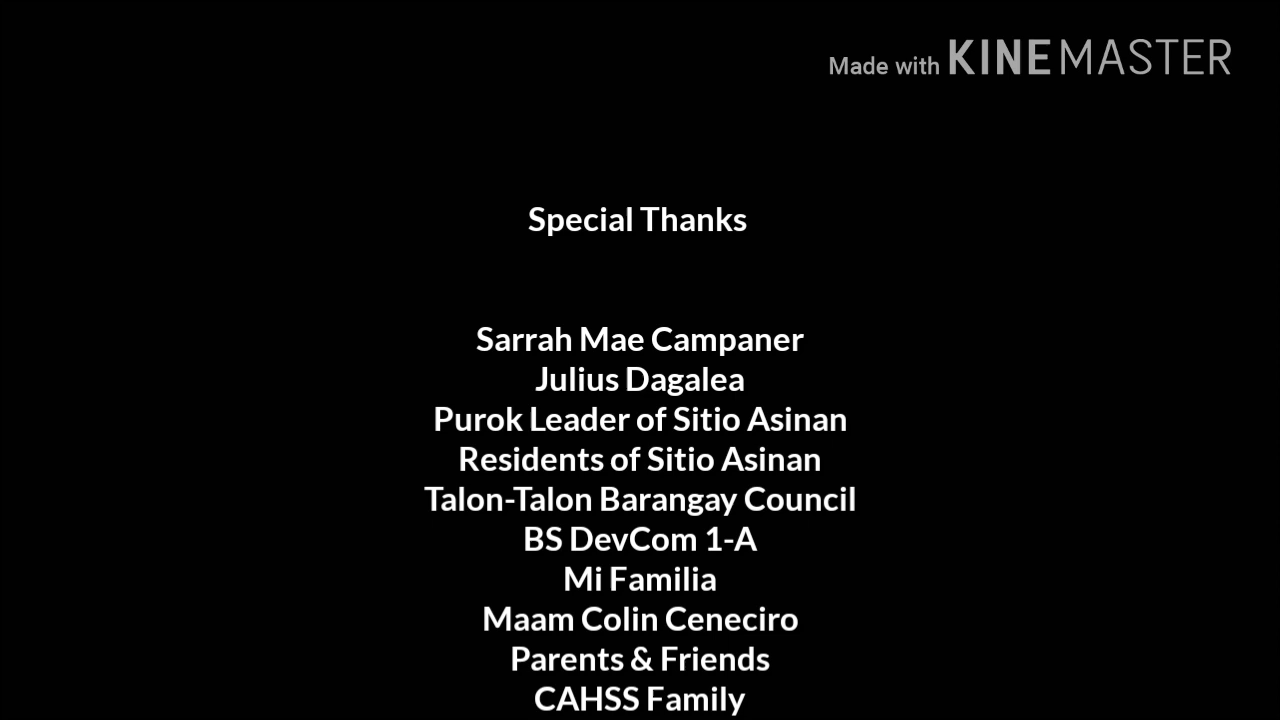 Made with KINEMASTER
Special Thanks
Sarrah Mae Campaner
Julius Dagalea
Purok Leader of Sitio Asinan
Residents of Sitio Asinan
Talon-Talon Barangay Council
BS DevCom 1-A
Mi Familia
Maam Colin Ceneciro
Parents & Friends
CAHSS Family